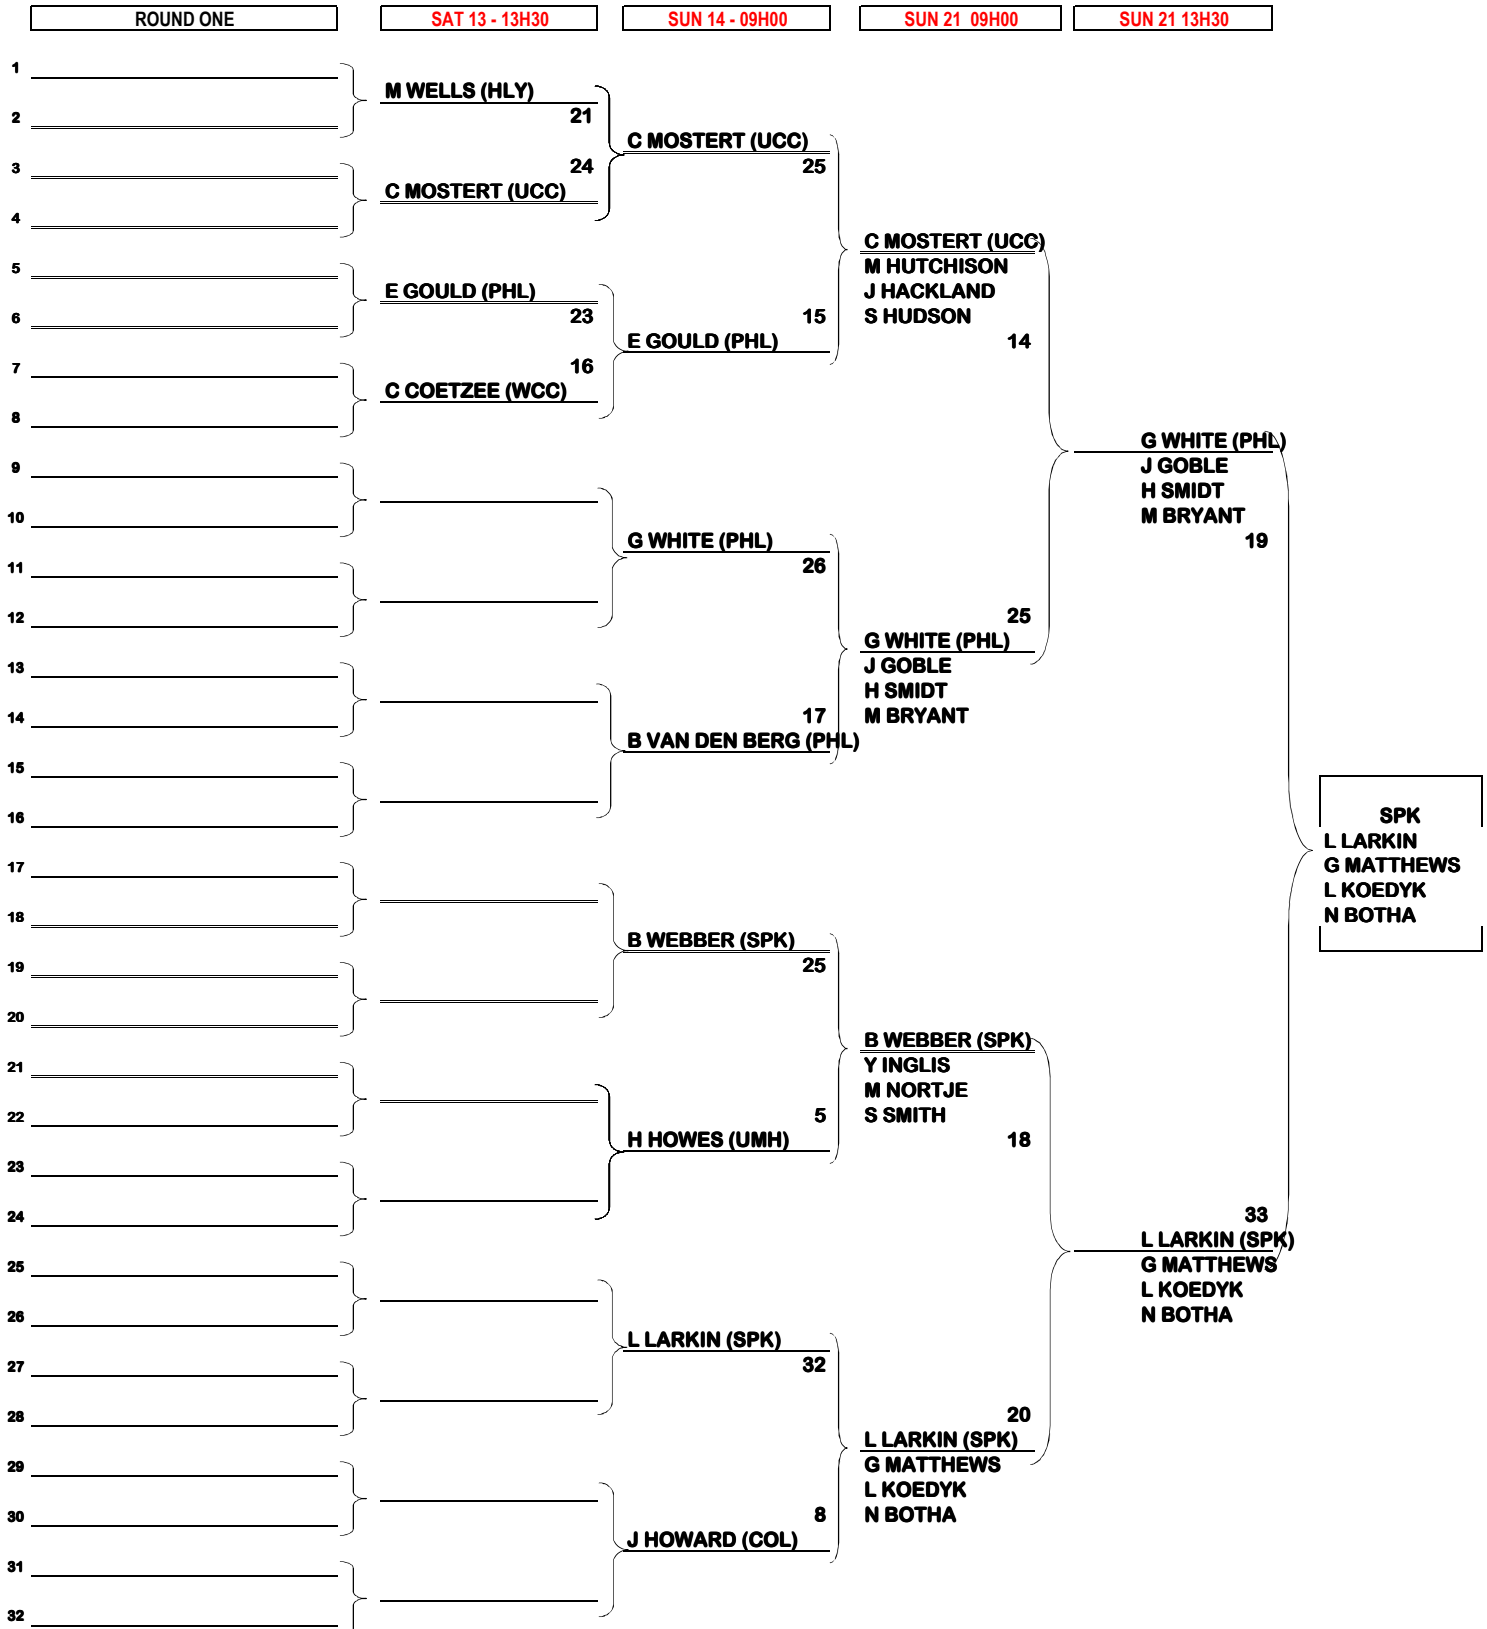 ROUND ONE
SAT 13 - 13H30
SUN 14 - 09H00
SUN 21 09H00
SUN 21 13H30
1
2
3
4
5
6
7
8
9
10
11
12
13
14
15
16
17
18
19
20
21
22
23
24
25
26
27
28
29
30
31
32
M WELLS (HLY)
21
24
C MOSTERT (UCC)
E GOULD (PHL)
23
16
C COETZEE (WCC)
C MOSTERT (UCC)
25
15
E GOULD (PHL)
G WHITE (PHL)
26
17
B VAN DEN BERG (PHL)
B WEBBER (SPK)
25
5
H HOWES (UMH)
L LARKIN (SPK)
32
8
J HOWARD (COL)
C MOSTERT (UCC)
M HUTCHISON
J HACKLAND
S HUDSON
14
25
G WHITE (PHL)
J GOBLE
H SMIDT
M BRYANT
B WEBBER (SPK)
Y INGLIS
M NORTJE
S SMITH
18
20
L LARKIN (SPK)
G MATTHEWS
L KOEDYK
N BOTHA
G WHITE (PHL)
J GOBLE
H SMIDT
M BRYANT
19
33
L LARKIN (SPK)
G MATTHEWS
L KOEDYK
N BOTHA
SPK
L LARKIN
G MATTHEWS
L KOEDYK
N BOTHA